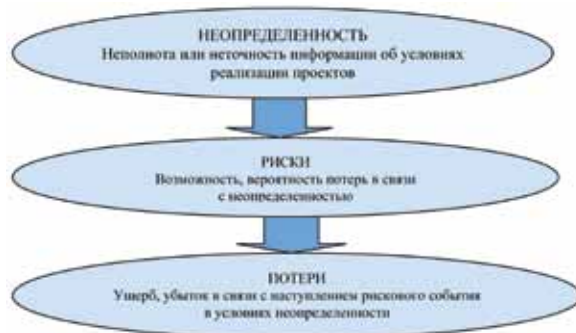 НЕОПРЕДЕЛЕННОСТЬ
Неполнота или неточность информации об условиях
реализации проектов
РИСКИ
Возможность, вероятность потерь в связи
с неопределенностью
ПОТЕРИ
Ущерб, убыток в связи с наступлением рискового события
в условиях неопределенности